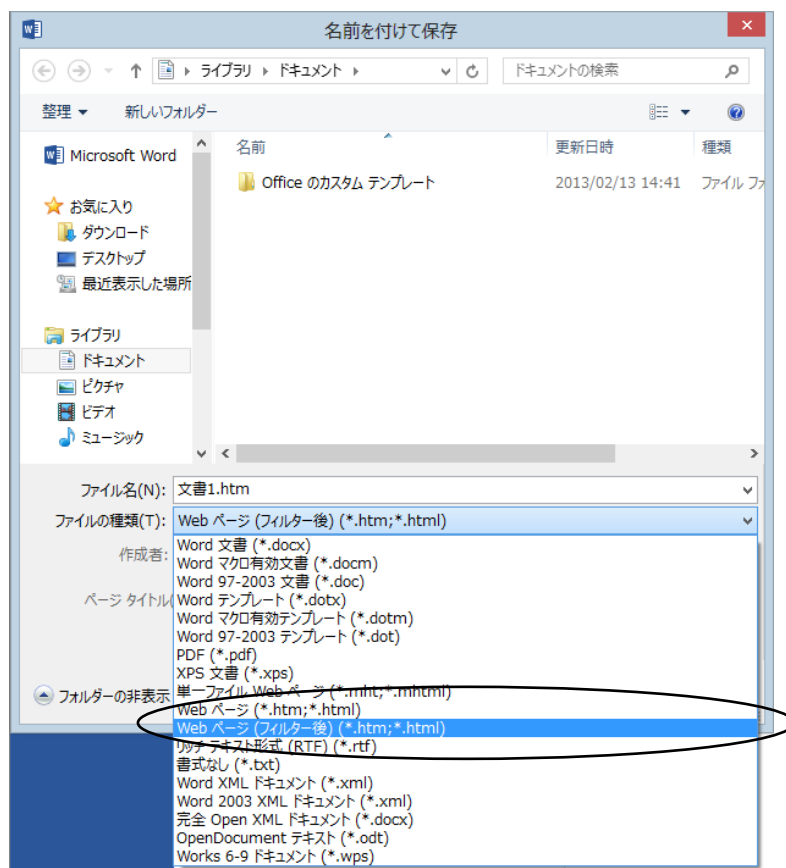 名前を付けて保存
ライブラリ ドキュメント
ドキュメントの検索
整理
新しいフォルダー
名前 更新日時 種類
Microsoft Word
Office のカスタム テンプレート 2013/02/13 14:41 ファイル フ
お気に入り
ダウンロード
デスクトップ
最近表示した場所
ライブラリ
ドキュメント
ピクチャ
ビデオ
ミュージック
ファイル名(N): 文書1.htm
ファイルの種類(T): Web ページ (フィルター後) (*.htm;*.html)
作成者:
ページ タイトル(
フォルダーの非表示
Word 文書 (*.docx)
Word マクロ有効文書 (*.docm)
Word 97-2003 文書 (*.doc)
Word テンプレート (*.dotx)
Word マクロ有効テンプレート (*.dotm)
Word 97-2003 テンプレート (*.dot)
PDF (*.pdf)
XPS 文書 (*.xps)
単一ファイル Web ページ (*.mht;*.mhtml)
Web ページ (*.htm;*.html)
Web ページ (フィルター後) (*.htm;*.html)
リッチ テキスト形式 (RTF) (*.rtf)
書式なし (*.txt)
Word XML ドキュメント (*.xml)
Word 2003 XML ドキュメント (*.xml)
完全 Open XML ドキュメント (*.docx)
OpenDocument テキスト (*.odt)
Works 6-9 ドキュメント (*.wps)